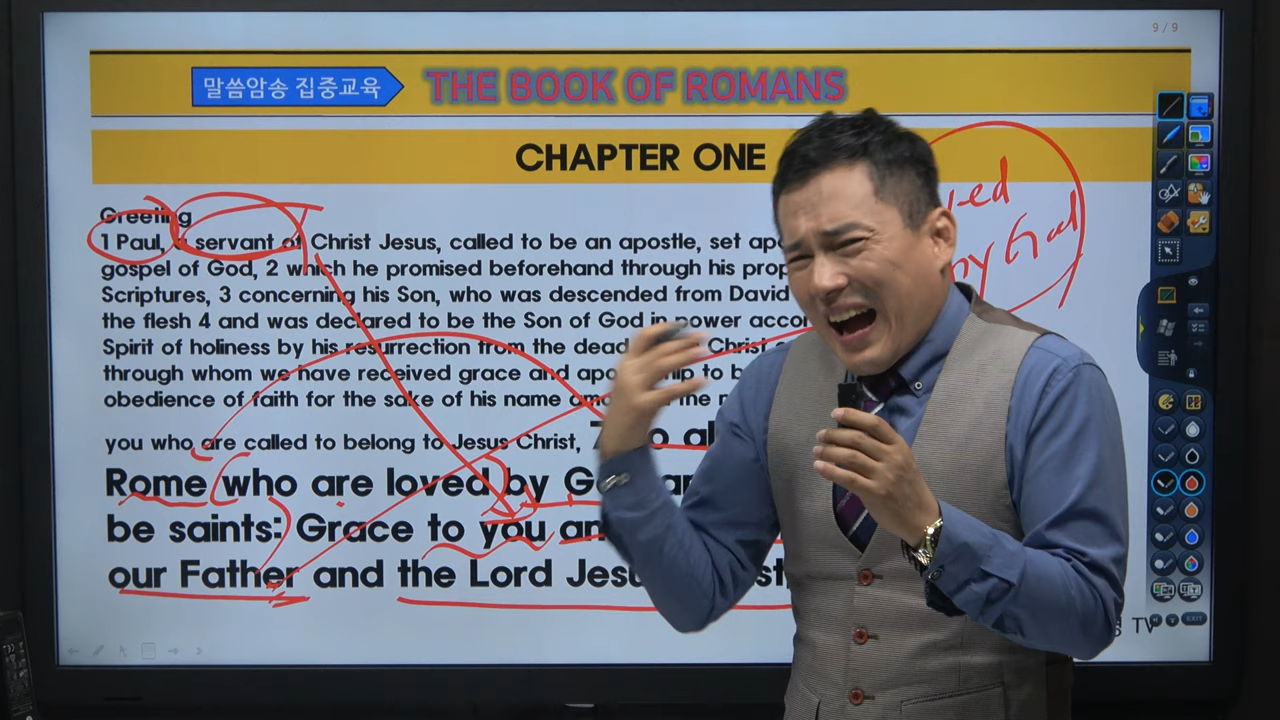 9 / 9
말씀암송 집중교육 THE BOOK OF ROMANS
CHAPTER ONE
Greeting
1 Paul, a servant of Christ Jesus, called to be an apostle, set
gospel of God, 2 which he promised beforehand through his
Scriptures, 3 concerning his Son, who was descended from David
the flesh 4 and was declared to be the Son of God in power
Spirit of holiness by his resurrection from the dead Christ
through whom we have received grace and to
obedience of faith for the sake of his name the
you who are called to belong to Jesus Christ, 7
Rome who are loved by
be saints: Grace to you
our Father and the Lord
by God
TV
EXIT